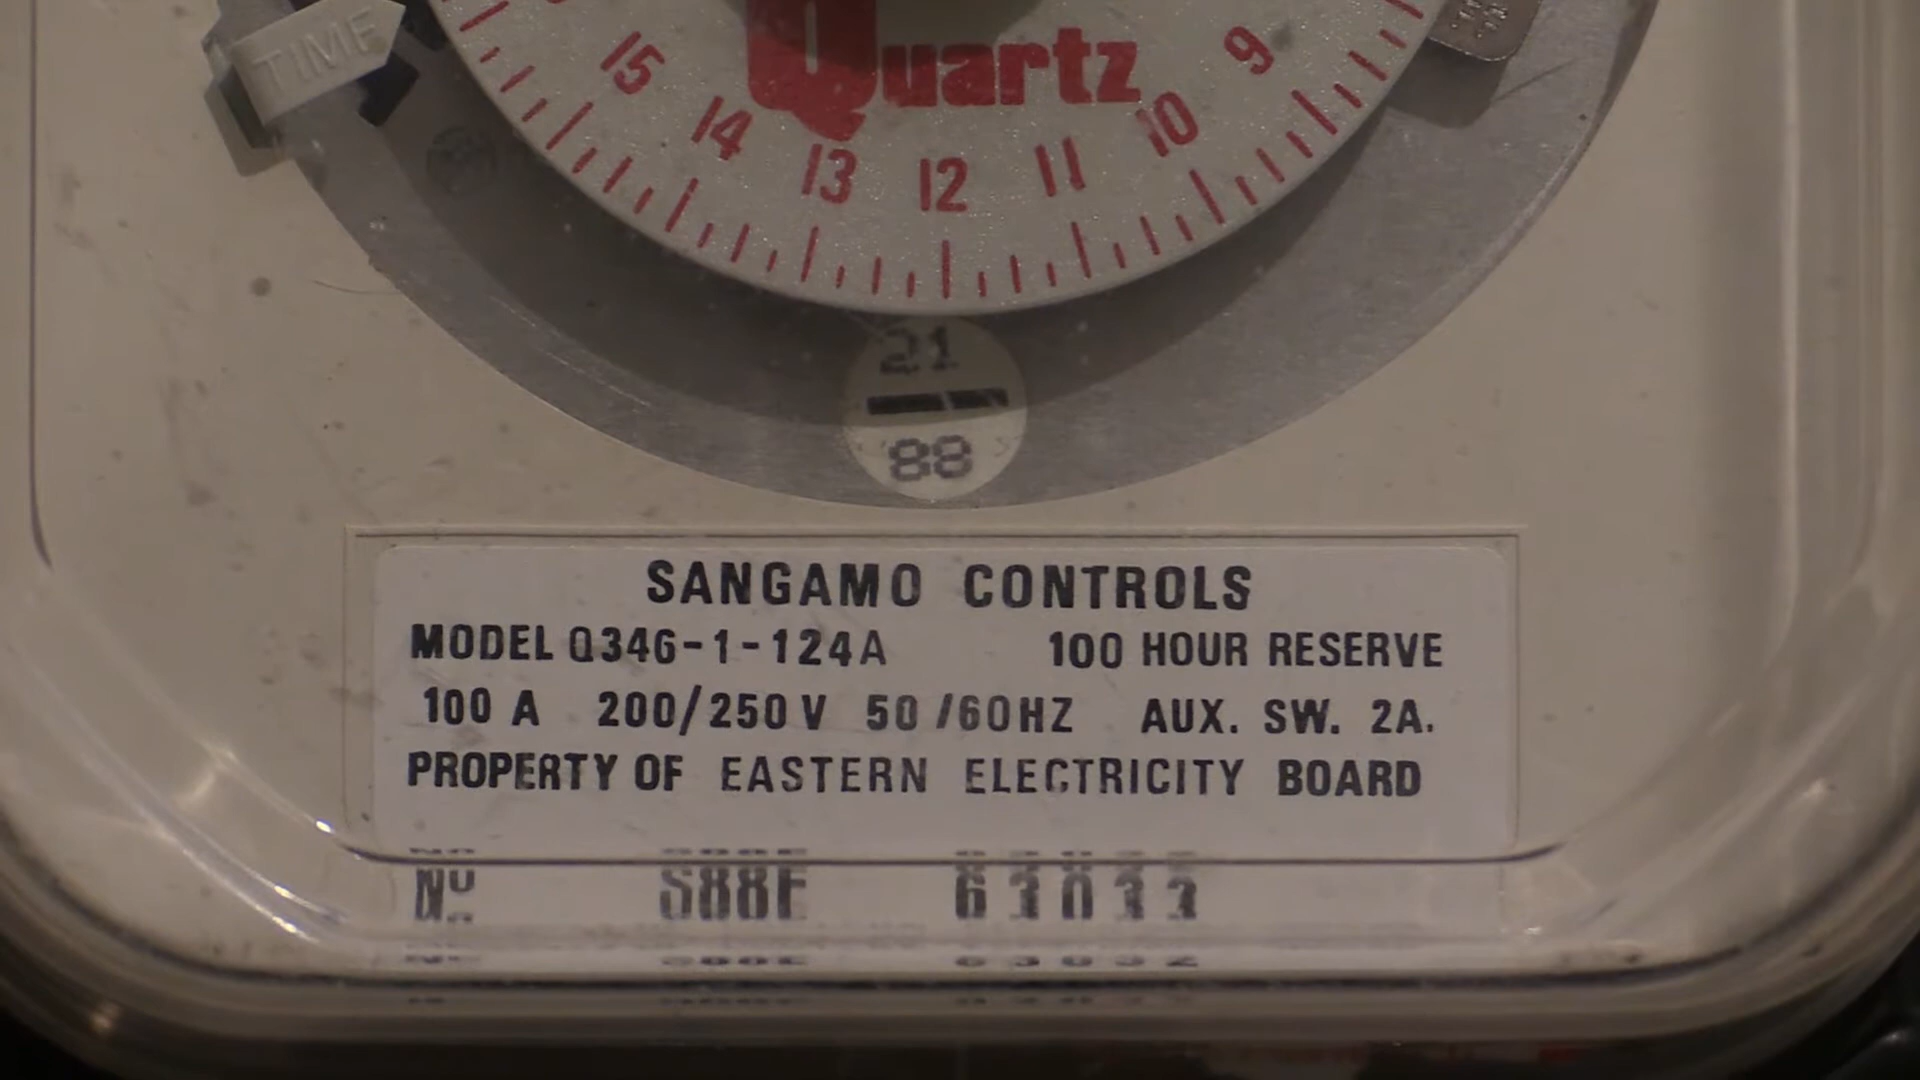 TIME
Quartz
15 14 13 12 11 10 9
21
'88
SANGAMO CONTROLS
MODEL Q346-1-124A 100 HOUR RESERVE
100 A 200/250 V 50/60HZ AUX. SW. 2A.
PROPERTY OF EASTERN ELECTRICITY BOARD
Nº S88E